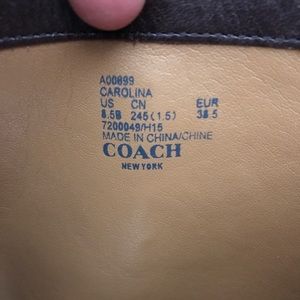 A00899
CAROLINA
US CN EUR
8.5B 245(1.5) 38.5
7200049/H15
MADE IN CHINA/CHINE
COACH
NEW YORK